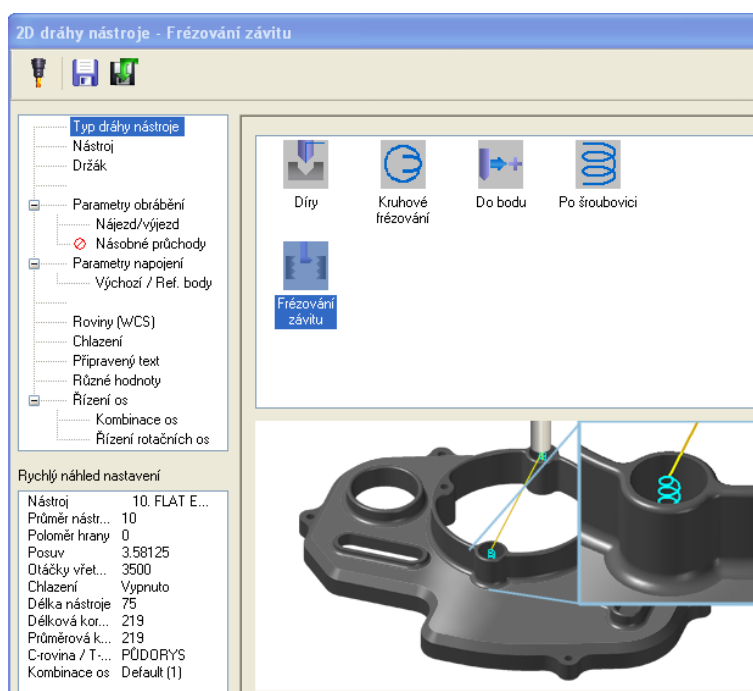 2D dráhy nástroje - Frézování závitu
Typ dráhy nástroje
Nástroj
Držák
Parametry obrábění
Nájezd/výjezd
Násobné průchody
Parametry napojení
Výchozí / Ref. body
Roviny (WCS)
Chlazení
Připravený text
Různé hodnoty
Řízení os
Kombinace os
Řízení rotačních os
Díry
Kruhové
frézování
Do bodu
Po šroubovici
Frézování
závitu
Rychlý náhled nastavení
Nástroj 10. FLAT E...
Průměr nástr... 10
Poloměr hrany 0
Posuv 3.58125
Otáčky vřet... 3500
Chlazení Vypnuto
Délka nástroje 75
Délková kor... 219
Průměrová k... 219
C-rovina / T-... PŮDORYS
Kombinace os Default (1)